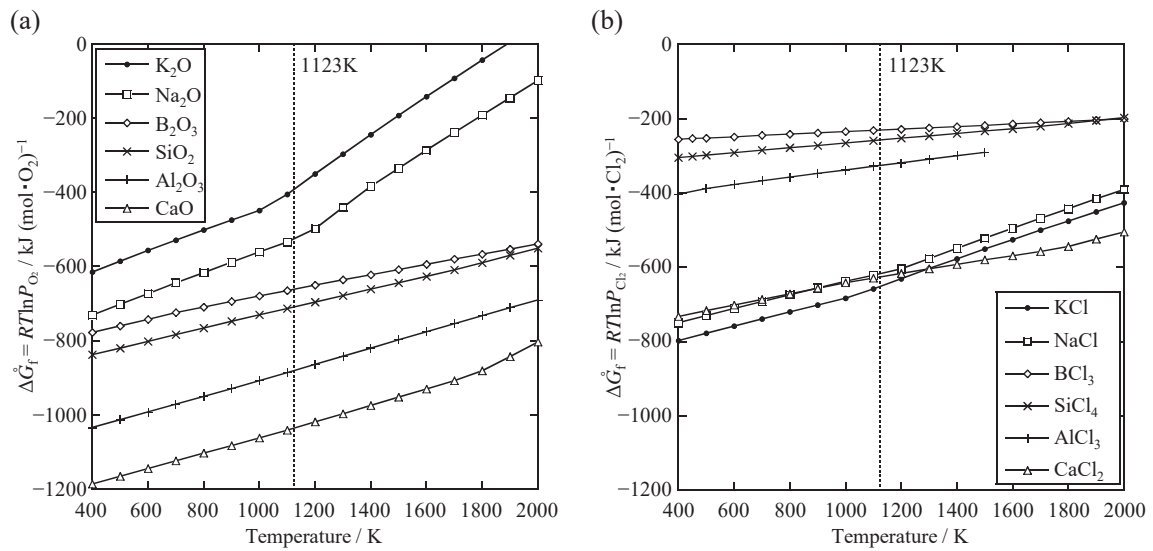 (a)
0
−200
−400
−600
−800
−1000
−1200
ΔG̊f = RTlnPO₂ / kJ (mol•O₂)⁻¹
K₂O
Na₂O
B₂O₃
SiO₂
Al₂O₃
CaO
1123K
400 600 800 1000 1200 1400 1600 1800 2000
Temperature / K
(b)
0
−200
−400
−600
−800
−1000
−1200
ΔG̊f = RTlnPCl₂ / kJ (mol•Cl₂)⁻¹
1123K
KCl
NaCl
BCl₃
SiCl₄
AlCl₃
CaCl₂
400 600 800 1000 1200 1400 1600 1800 2000
Temperature / K